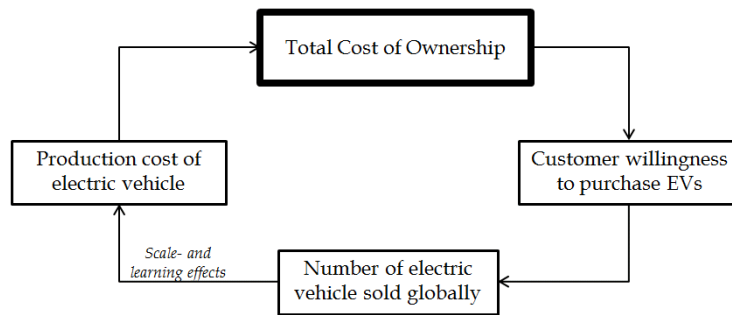 Total Cost of Ownership
Production cost of
electric vehicle
Customer willingness
to purchase EVs
Scale- and
learning effects
Number of electric
vehicle sold globally